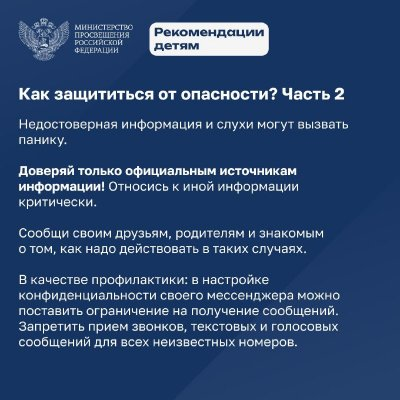 МИНИСТЕРСТВО
ПРОСВЕЩЕНИЯ
РОССИЙСКОЙ
ФЕДЕРАЦИИ
Рекомендации
детям
Как защититься от опасности? Часть 2
Недостоверная информация и слухи могут вызвать
панику.
Доверяй только официальным источникам
информации! Относись к иной информации
критически.
Сообщи своим друзьям, родителям и знакомым
о том, как надо действовать в таких случаях.
В качестве профилактики: в настройке
конфиденциальности своего мессенджера можно
поставить ограничение на получение сообщений.
Запретить прием звонков, текстовых и голосовых
сообщений для всех неизвестных номеров.